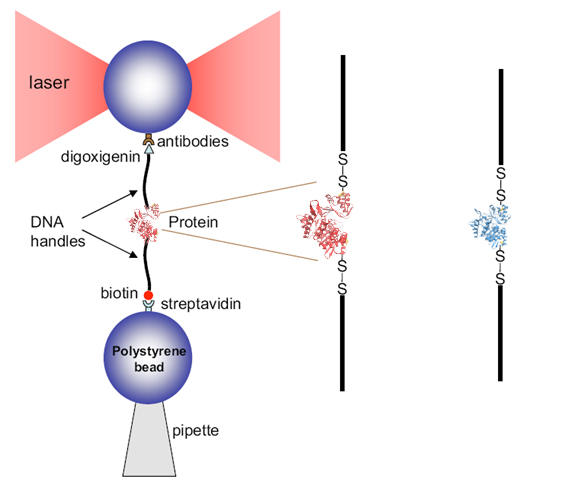 laser
antibodies
digoxigenin
DNA
handles
Protein
biotin
streptavidin
Polystyrene
bead
pipette
S
S
S
S
S
S
S
S